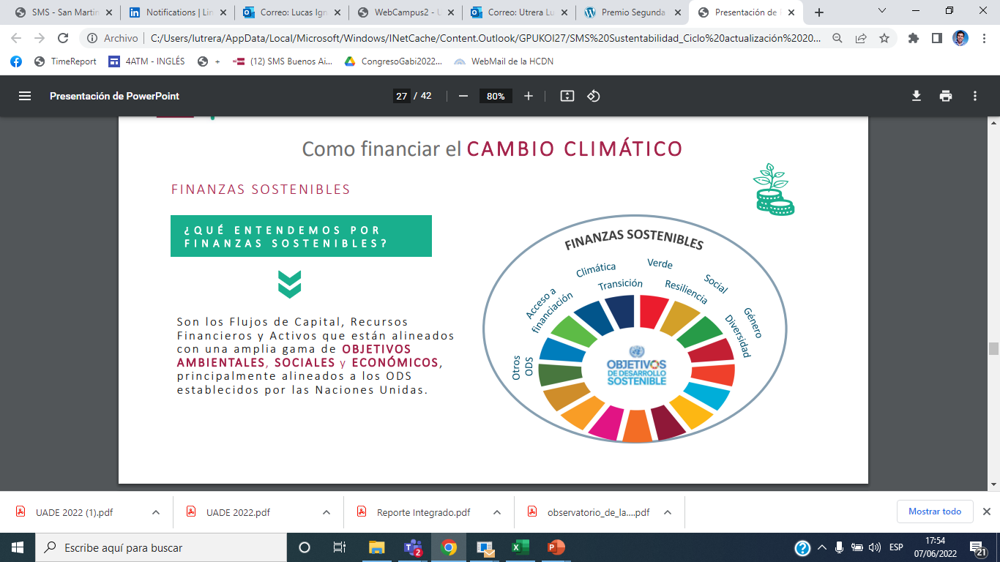 SMS - San Martin
Notifications | Lin
Correo: Lucas Ign
WebCampus2 - U
Correo: Utrera Lu
Premio Segunda
Presentación de
Archivo
C:/Users/lutrera/AppData/Local/Microsoft/Windows/INetCache/Content.Outlook/GPUKOI27/SMS%20Sustentabilidad_Ciclo%20actualización%2020...
TimeReport
4ATM - INGLÉS
+
(12) SMS Buenos Ai...
CongresoGabi2022...
WebMail de la HCDN
Presentación de PowerPoint
27 / 42
80%
Como financiar el CAMBIO CLIMÁTICO
FINANZAS SOSTENIBLES
¿QUÉ ENTENDEMOS POR
FINANZAS SOSTENIBLES?
Son los Flujos de Capital, Recursos
Financieros y Activos que están alineados
con una amplia gama de OBJETIVOS
AMBIENTALES, SOCIALES y ECONÓMICOS,
principalmente alineados a los ODS
establecidos por las Naciones Unidas.
FINANZAS SOSTENIBLES
Climática
Verde
Social
Transición
Resiliencia
Acceso a
financiación
Género
Diversidad
Otros
ODS
OBJETIVOS
DE DESARROLLO
SOSTENIBLE
UADE 2022 (1).pdf
UADE 2022.pdf
Reporte Integrado.pdf
observatorio_de_la....pdf
Mostrar todo
Escribe aquí para buscar
2
ESP
17:54
07/06/2022
21